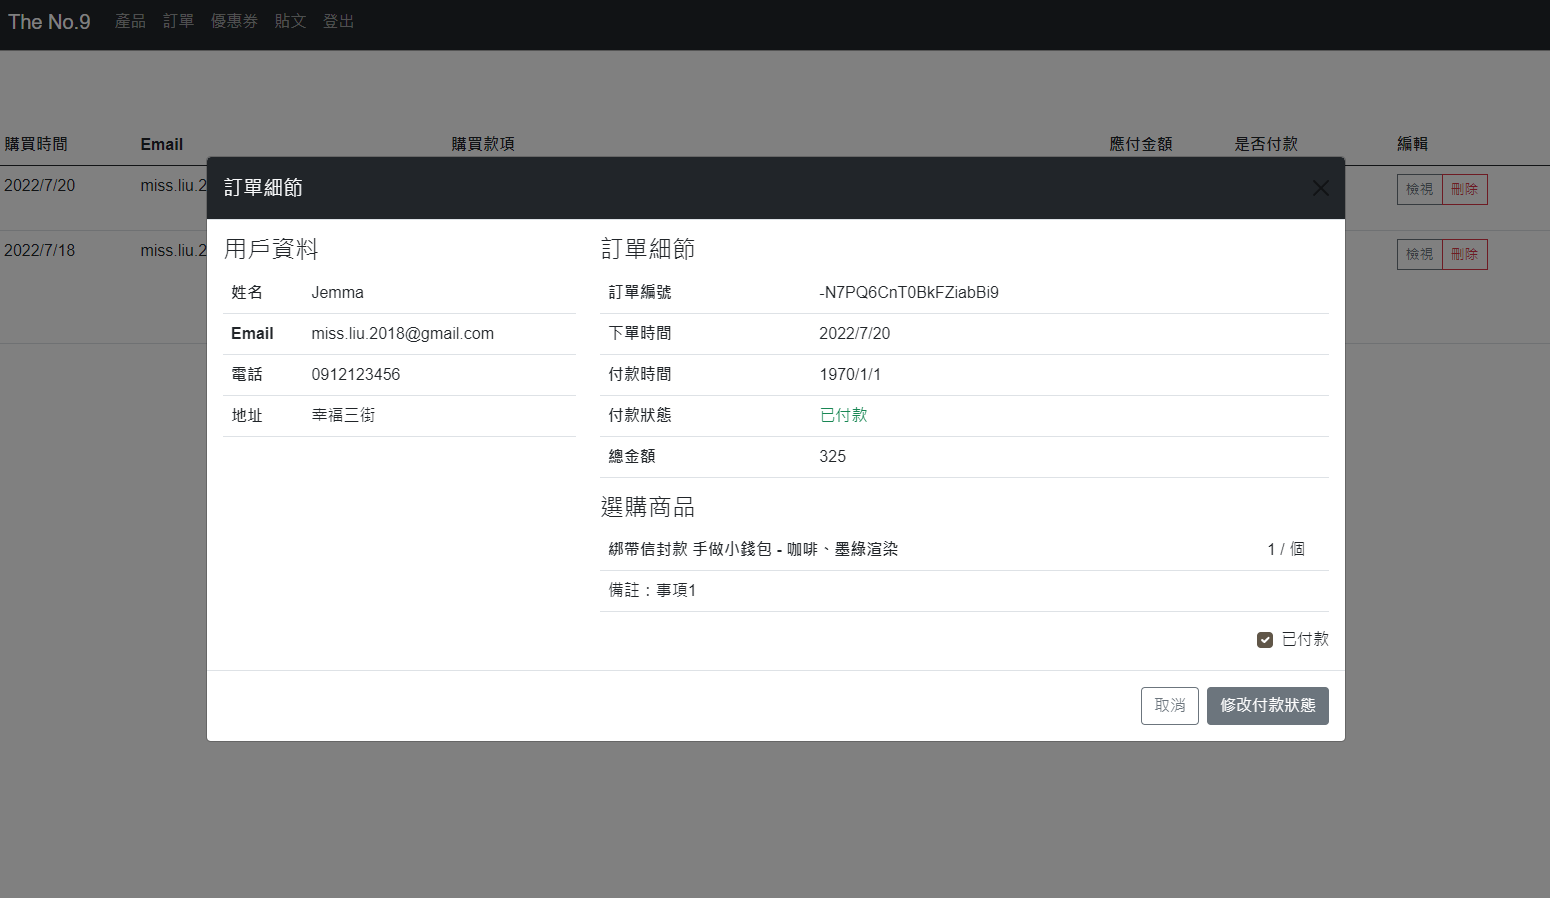 The No.9 產品 訂單 優惠券 貼文 登出
購買時間 Email 購買款項 應付金額 是否付款 編輯
2022/7/20 miss.liu.2 檢視 刪除
2022/7/18 miss.liu.2 檢視 刪除
訂單細節
用戶資料
姓名 Jemma
Email miss.liu.2018@gmail.com
電話 0912123456
地址 幸福三街
訂單細節
訂單編號 -N7PQ6CnT0BkFZiabBi9
下單時間 2022/7/20
付款時間 1970/1/1
付款狀態 已付款
總金額 325
選購商品
綁帶信封款 手做小錢包 - 咖啡、墨綠渲染 1 / 個
備註：事項1
已付款
取消 修改付款狀態